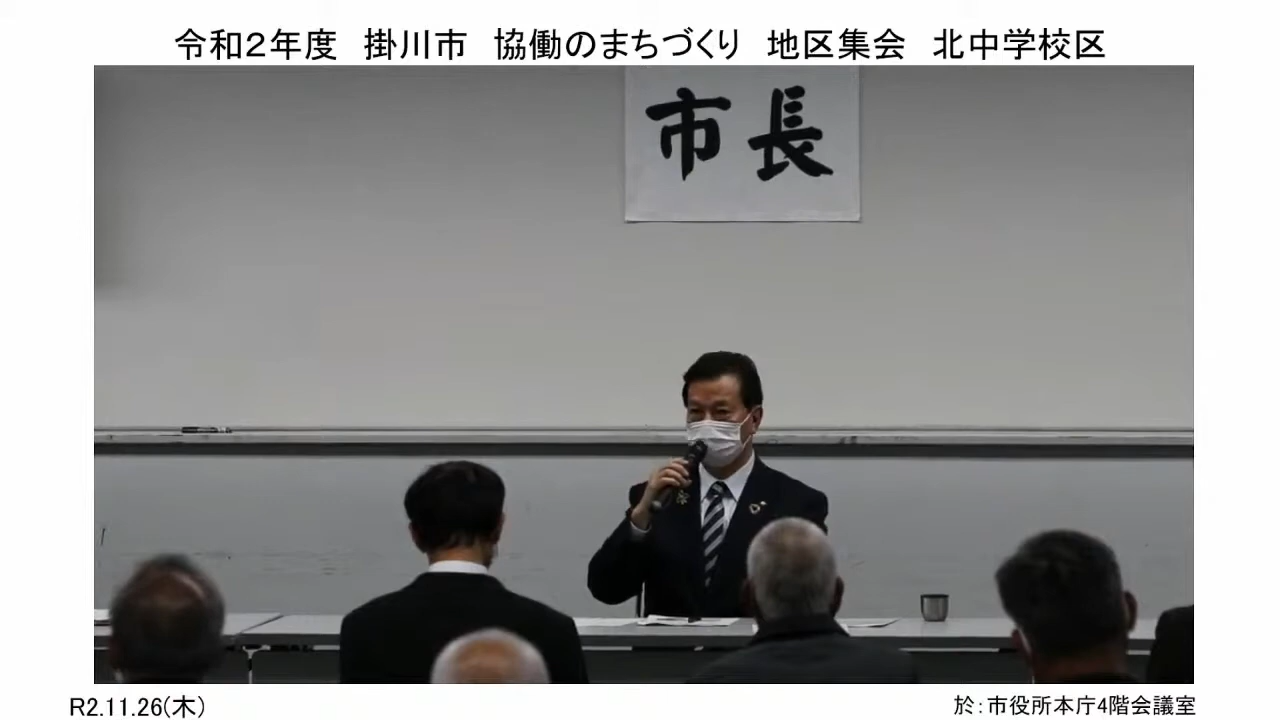 令和２年度　掛川市　協働のまちづくり　地区集会　北中学校区
市長
R2.11.26(木)
於：市役所本庁4階会議室